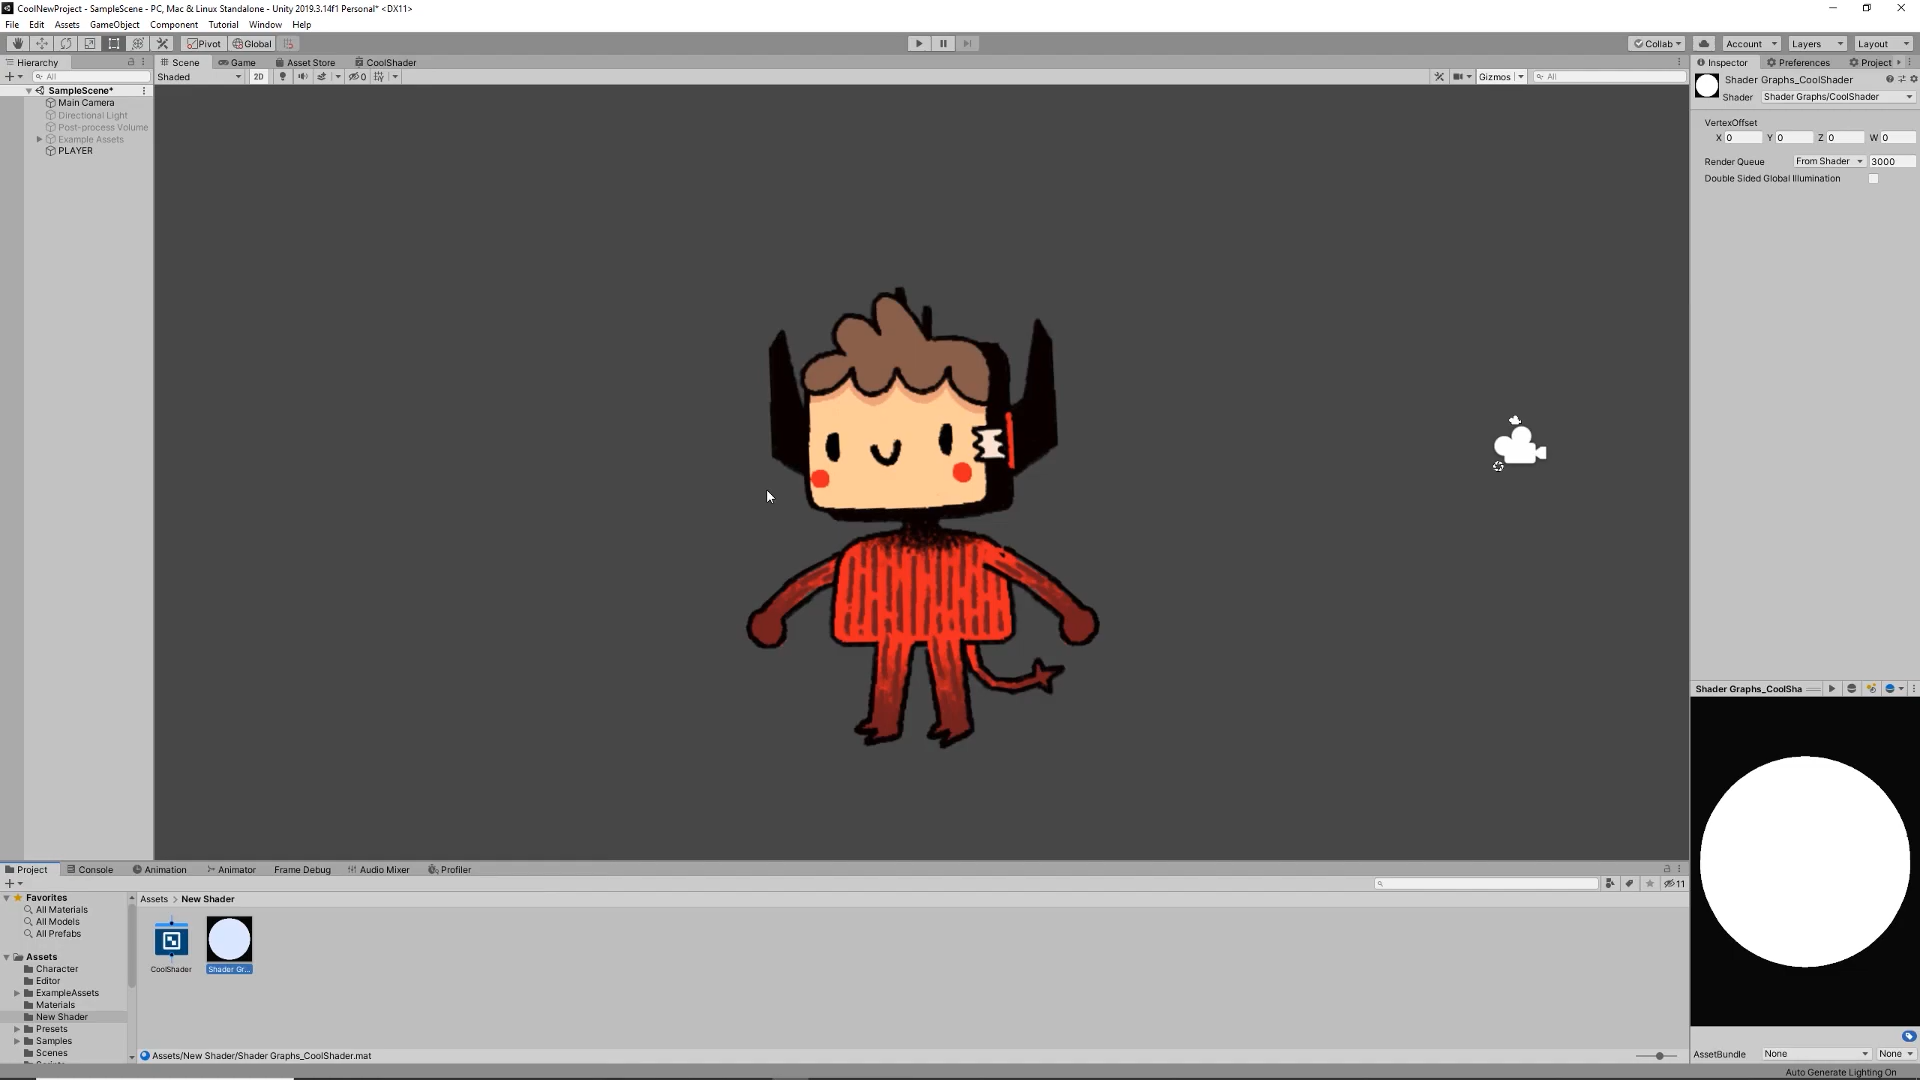 CoolNewProject - SampleScene - PC, Mac & Linux Standalone - Unity 2019.3.14f1 Personal* <DX11>
File Edit Assets GameObject Component Tutorial Window Help
Pivot Global Collab Account Layers Layout
Hierarchy
All
SampleScene*
Main Camera
Directional Light
Post-process Volume
Example Assets
PLAYER
Scene Game Asset Store CoolShader
Shaded 2D 0 Gizmos All
Inspector Preferences Project
Shader Graphs_CoolShader
Shader Shader Graphs/CoolShader
VertexOffset
X 0 Y 0 Z 0 W 0
Render Queue From Shader 3000
Double Sided Global Illumination
Shader Graphs_CoolSha
AssetBundle None None
Project Console Animation Animator Frame Debug Audio Mixer Profiler
11
Favorites
All Materials
All Models
All Prefabs
Assets
Character
Editor
ExampleAssets
Materials
New Shader
Presets
Samples
Scenes
Assets > New Shader
CoolShader Shader Gr...
Assets/New Shader/Shader Graphs_CoolShader.mat
Auto Generate Lighting On